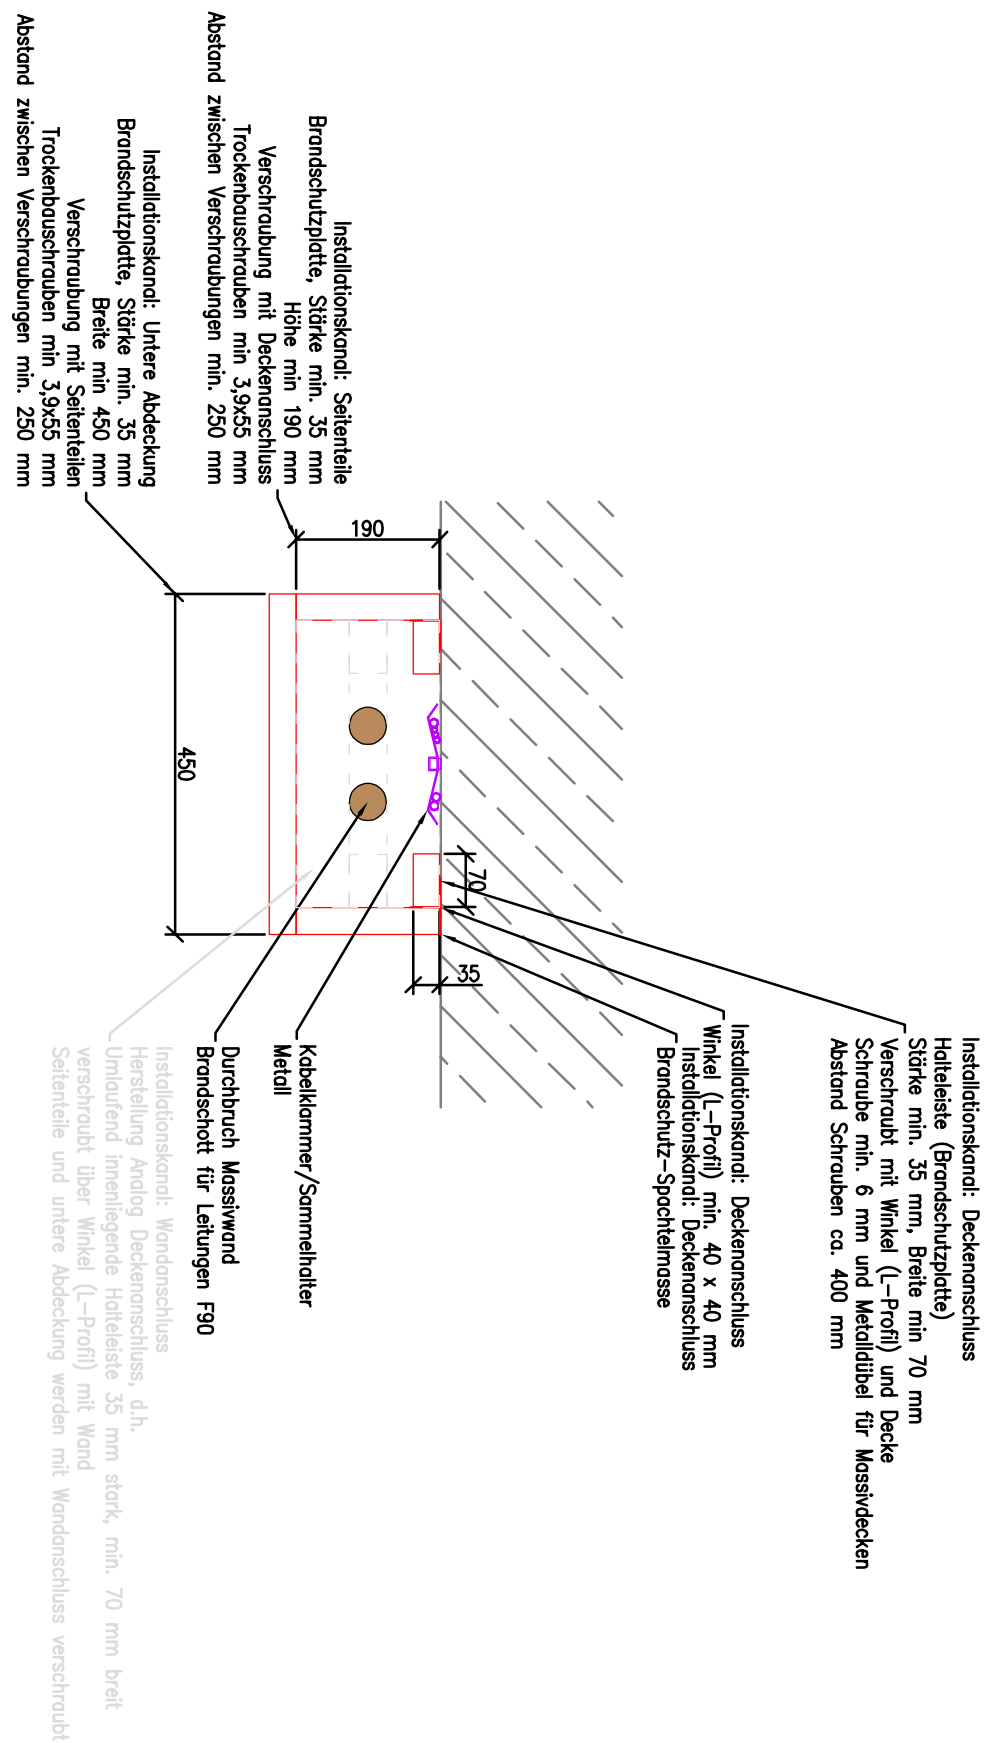 Installationskanal: Deckenanschluss
Halteleiste (Brandschutzplatte)
Stärke min. 35 mm, Breite min 70 mm
Verschraubt mit Winkel (L-Profil) und Decke
Schraube min. 6 mm und Metalldübel für Massivdecken
Abstand Schrauben ca. 400 mm
Installationskanal: Deckenanschluss
Winkel (L-Profil) min. 40 x 40 mm
Installationskanal: Deckenanschluss
Brandschutz-Spachtelmasse
70
35
190
450
Installationskanal: Seitenteile
Brandschutzplatte, Stärke min. 35 mm
Höhe min 190 mm
Verschraubung mit Deckenanschluss
Trockenbauschrauben min 3,9x55 mm
Abstand zwischen Verschraubungen min. 250 mm
Installationskanal: Untere Abdeckung
Brandschutzplatte, Stärke min. 35 mm
Breite min 450 mm
Verschraubung mit Seitenteilen
Trockenbauschrauben min 3,9x55 mm
Abstand zwischen Verschraubungen min. 250 mm
Kabelklammer/Sammelhalter
Metall
Durchbruch Massivwand
Brandschott für Leitungen F90
Installationskanal: Wandanschluss
Herstellung Analog Deckenanschluss, d.h.
Umlaufend innenliegende Halteleiste 35 mm stark, min. 70 mm breit
verschraubt über Winkel (L-Profil) mit Wand
Seitenteile und untere Abdeckung werden mit Wandanschluss verschraubt